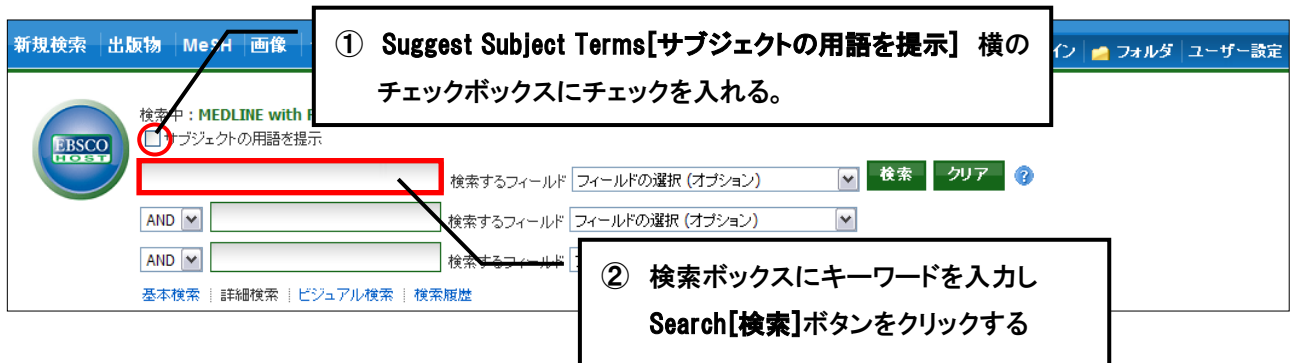 新規検索 出版物 MeSH 画像
イン フォルダ ユーザー設定
① Suggest Subject Terms[サブジェクトの用語を提示] 横の
チェックボックスにチェックを入れる。
検索中 : MEDLINE with
サブジェクトの用語を提示
EBSCO
HOST
検索するフィールド フィールドの選択 (オプション) 検索 クリア ?
AND 検索するフィールド フィールドの選択 (オプション)
AND 検索するフィールド
② 検索ボックスにキーワードを入力し
Search[検索]ボタンをクリックする
基本検索 | 詳細検索 | ビジュアル検索 | 検索履歴